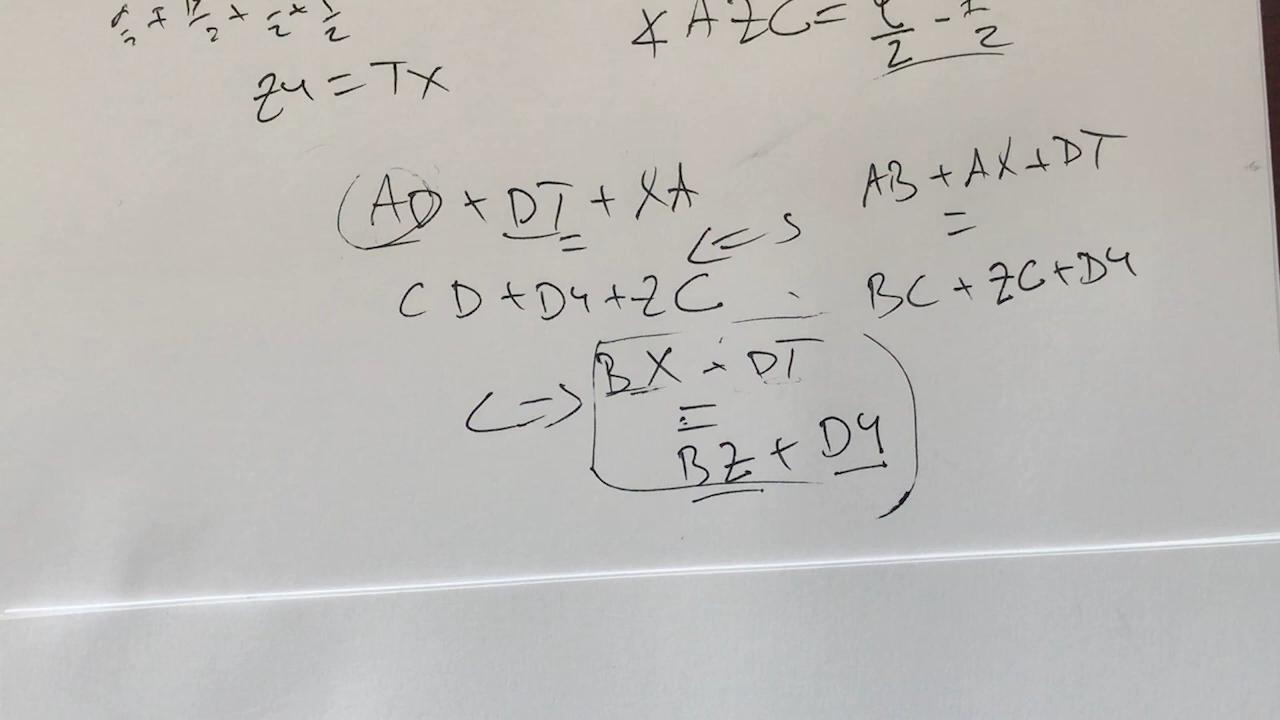 ∡AZC = 
ZY = TX
AD + DT + XA
=
CD + DY + ZC
<=>
AB + AX + DT
=
BC + ZC + DY
<=>
BX + DT
=
BZ + DY